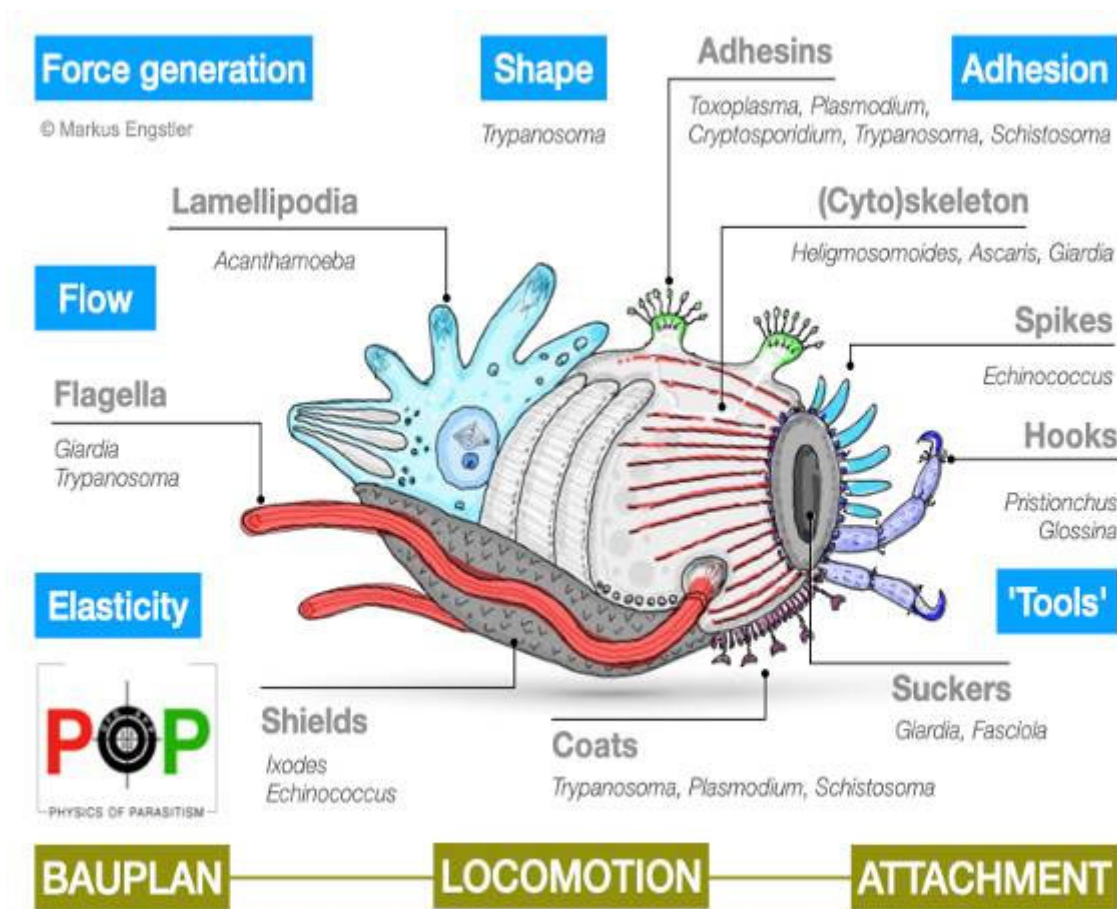 Force generation
© Markus Engstler
Shape
Trypanosoma
Adhesins
Toxoplasma, Plasmodium,
Cryptosporidium, Trypanosoma, Schistosoma
Adhesion
Lamellipodia
Acanthamoeba
(Cyto)skeleton
Heligmosomoides, Ascaris, Giardia
Flow
Spikes
Echinococcus
Flagella
Giardia
Trypanosoma
Hooks
Pristionchus
Glossina
Elasticity
'Tools'
POP
PHYSICS OF PARASITISM
Shields
Ixodes
Echinococcus
Coats
Trypanosoma, Plasmodium, Schistosoma
Suckers
Giardia, Fasciola
BAUPLAN
LOCOMOTION
ATTACHMENT